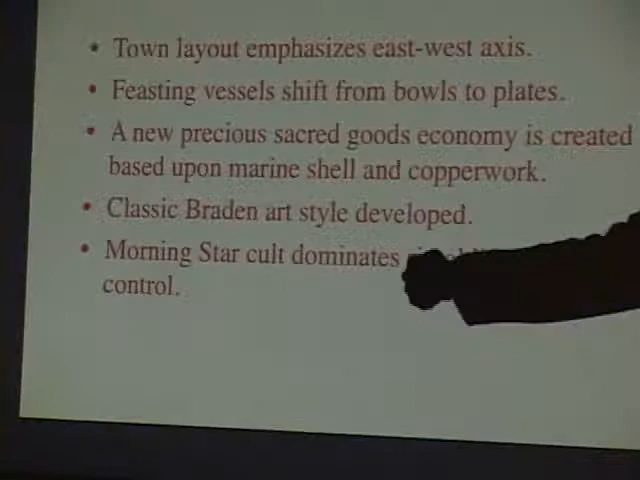 • Town layout emphasizes east-west axis.
• Feasting vessels shift from bowls to plates.
• A new precious sacred goods economy is created
based upon marine shell and copperwork.
• Classic Braden art style developed.
• Morning Star cult dominates
control.